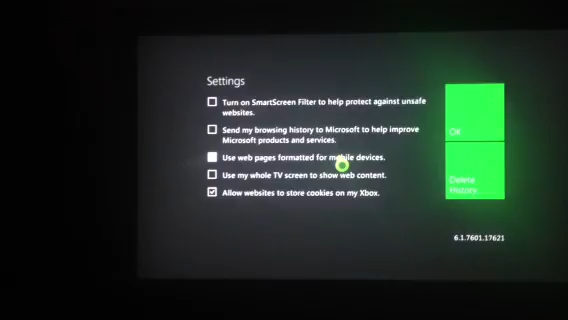 Settings
Turn on SmartScreen Filter to help protect against unsafe
websites.
Send my browsing history to Microsoft to help improve
Microsoft products and services.
Use web pages formatted for mobile devices.
Use my whole TV screen to show web content.
Allow websites to store cookies on my Xbox.
OK
Delete
History
6.1.7601.17621